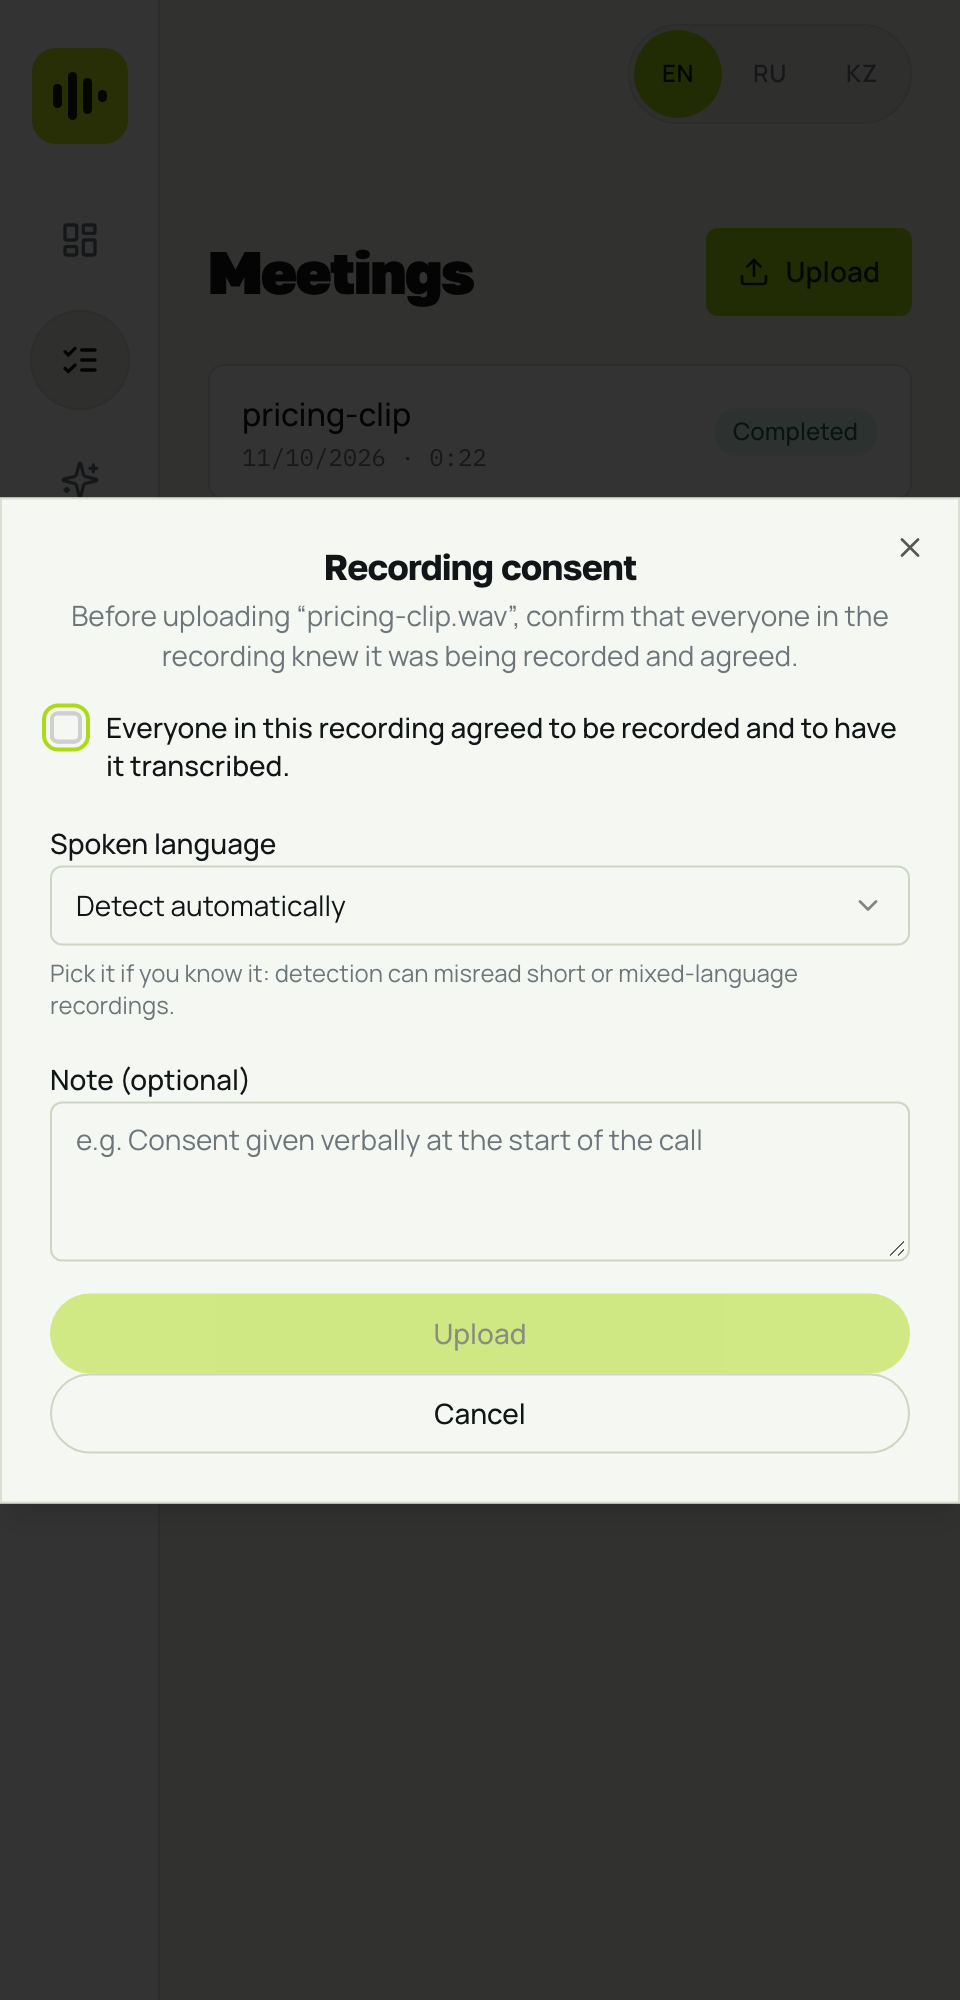 EN RU KZ
Meetings
Upload
pricing-clip
Completed
11/10/2026 · 0:22
Recording consent
Before uploading “pricing-clip.wav”, confirm that everyone in the
recording knew it was being recorded and agreed.
Everyone in this recording agreed to be recorded and to have
it transcribed.
Spoken language
Detect automatically
Pick it if you know it: detection can misread short or mixed-language
recordings.
Note (optional)
e.g. Consent given verbally at the start of the call
Upload
Cancel